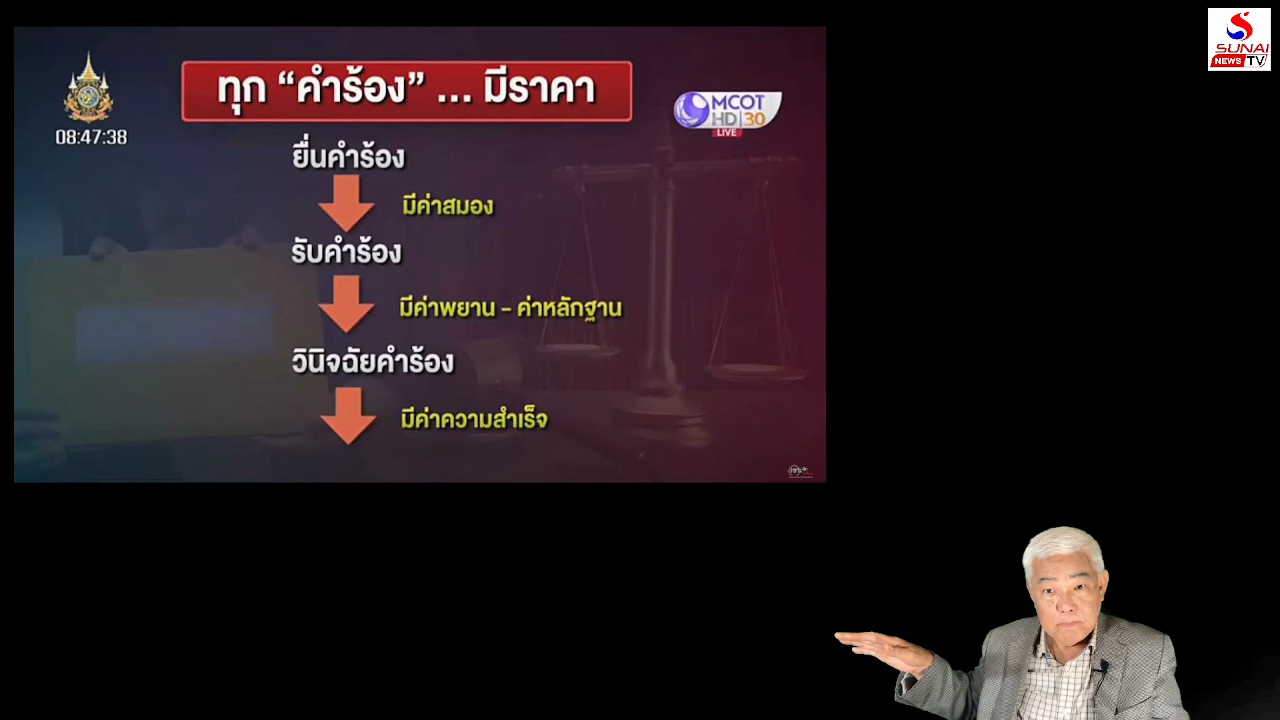 ทุก “คำร้อง” ... มีราคา
SUNAI
NEWS TV
MCOT
HD 30
LIVE
08:47:38
ยื่นคำร้อง
มีค่าสมอง
รับคำร้อง
มีค่าพยาน - ค่าหลักฐาน
วินิจฉัยคำร้อง
มีค่าความสำเร็จ